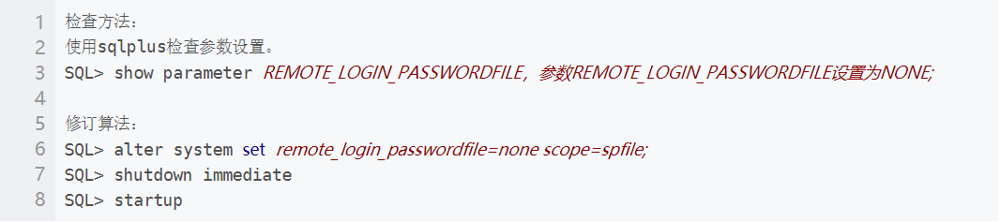 1 检查方法：
2 使用sqlplus检查参数设置。
3 SQL> show parameter REMOTE_LOGIN_PASSWORDFILE，参数REMOTE_LOGIN_PASSWORDFILE设置为NONE;
4
5 修订算法：
6 SQL> alter system set remote_login_passwordfile=none scope=spfile;
7 SQL> shutdown immediate
8 SQL> startup